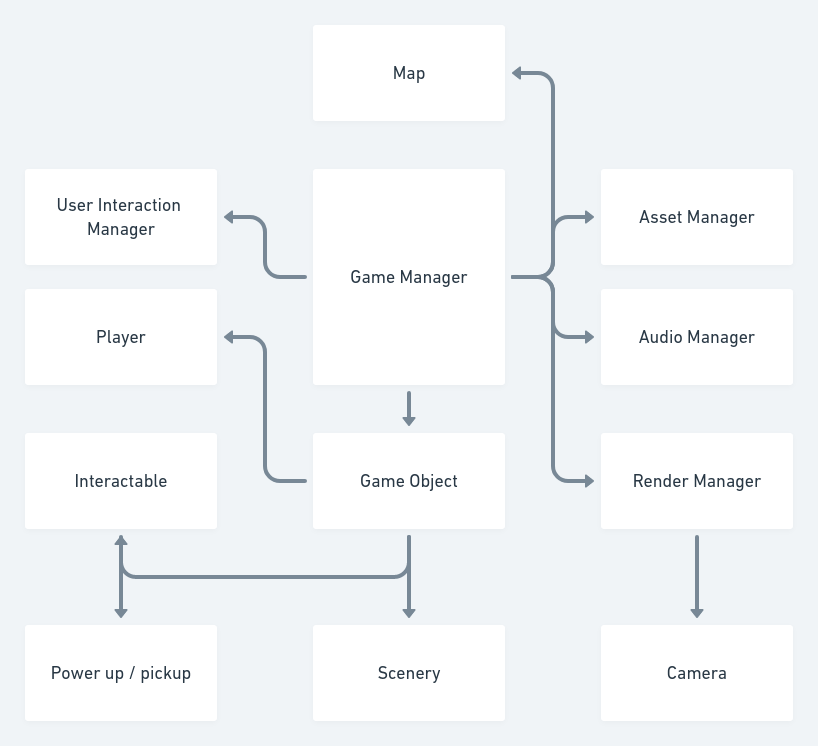 Map
User Interaction
Manager
Game Manager
Asset Manager
Player
Audio Manager
Interactable
Game Object
Render Manager
Power up / pickup
Scenery
Camera